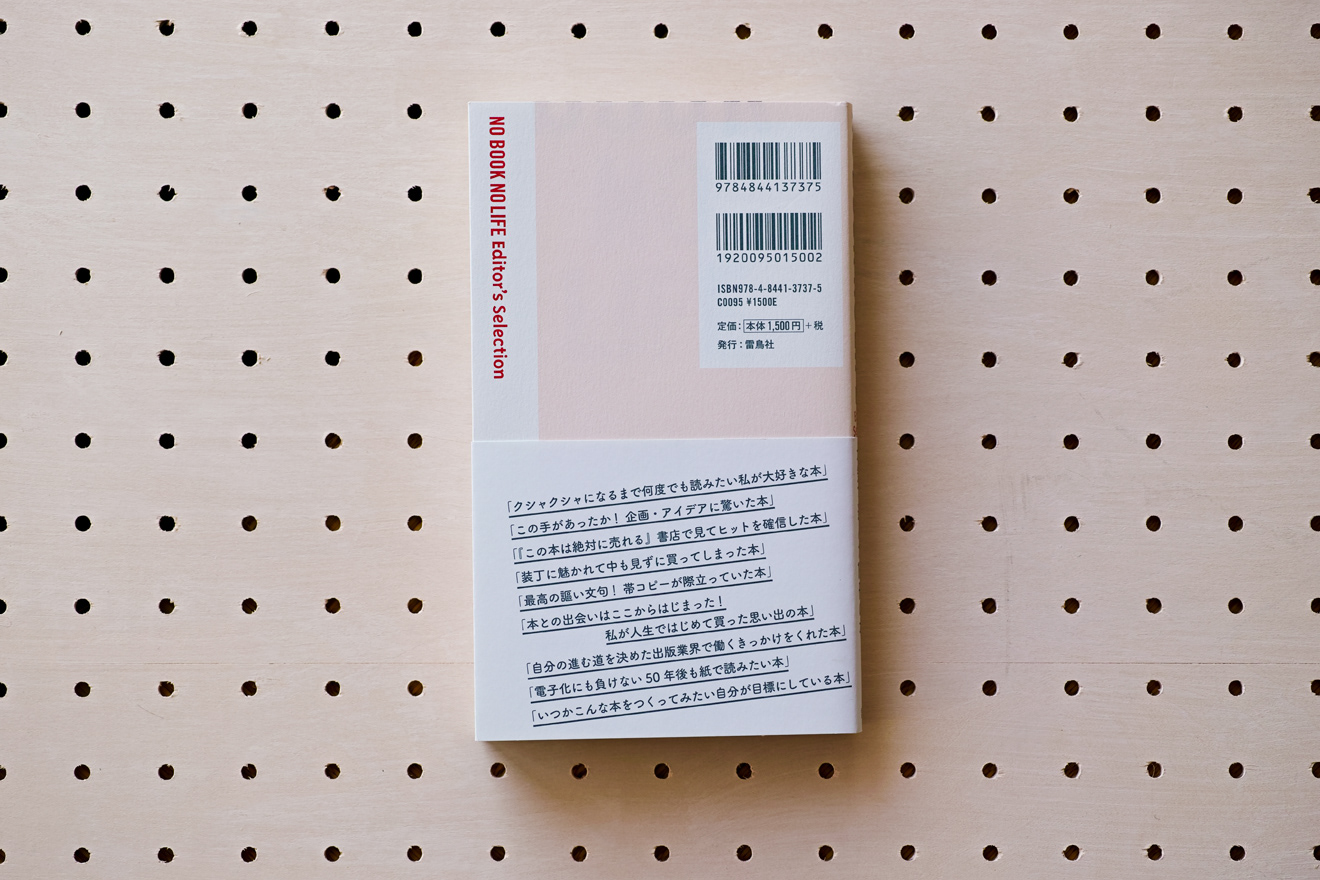 NO BOOK NO LIFE Editor's Selection
9784844137375
1920095015002
ISBN978-4-8441-3737-5
C0095 ¥1500E
定価：本体1,500円＋税
発行：雷鳥社
「クシャクシャになるまで何度でも読みたい私が大好きな本」
「この手があったか！ 企画・アイデアに驚いた本」
「『この本は絶対に売れる』書店で見てヒットを確信した本」
「装丁に魅かれて中も見ずに買ってしまった本」
「最高の謳い文句！ 帯コピーが際立っていた本」
「本との出会いはここからはじまった！
私が人生ではじめて買った思い出の本」
「自分の進む道を決めた出版業界で働くきっかけをくれた本」
「電子化にも負けない 50 年後も紙で読みたい本」
「いつかこんな本をつくってみたい自分が目標にしている本」